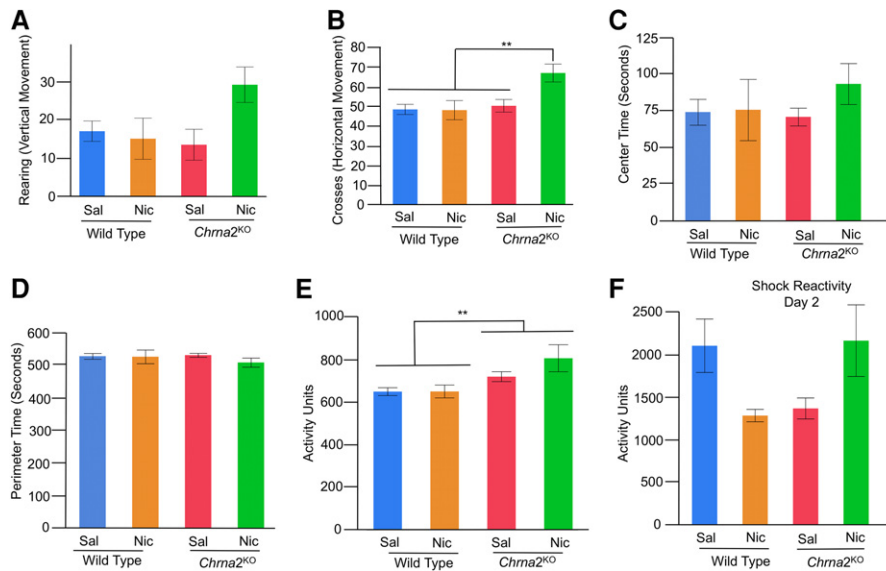 A
Rearing (Vertical Movement)
30
20
10
0
Sal Nic Sal Nic
Wild Type Chrna2KO
B
Crosses (Horizontal Movement)
80
70
60
50
40
30
20
10
0
**
Sal Nic Sal Nic
Wild Type Chrna2KO
C
Center Time (Seconds)
125
100
75
50
25
0
Sal Nic Sal Nic
Wild Type Chrna2KO
D
Perimeter Time (Seconds)
600
500
400
300
200
100
0
Sal Nic Sal Nic
Wild Type Chrna2KO
E
Activity Units
1000
800
600
400
200
0
**
Sal Nic Sal Nic
Wild Type Chrna2KO
F
Shock Reactivity
Day 2
Activity Units
2500
2000
1500
1000
500
0
Sal Nic Sal Nic
Wild Type Chrna2KO